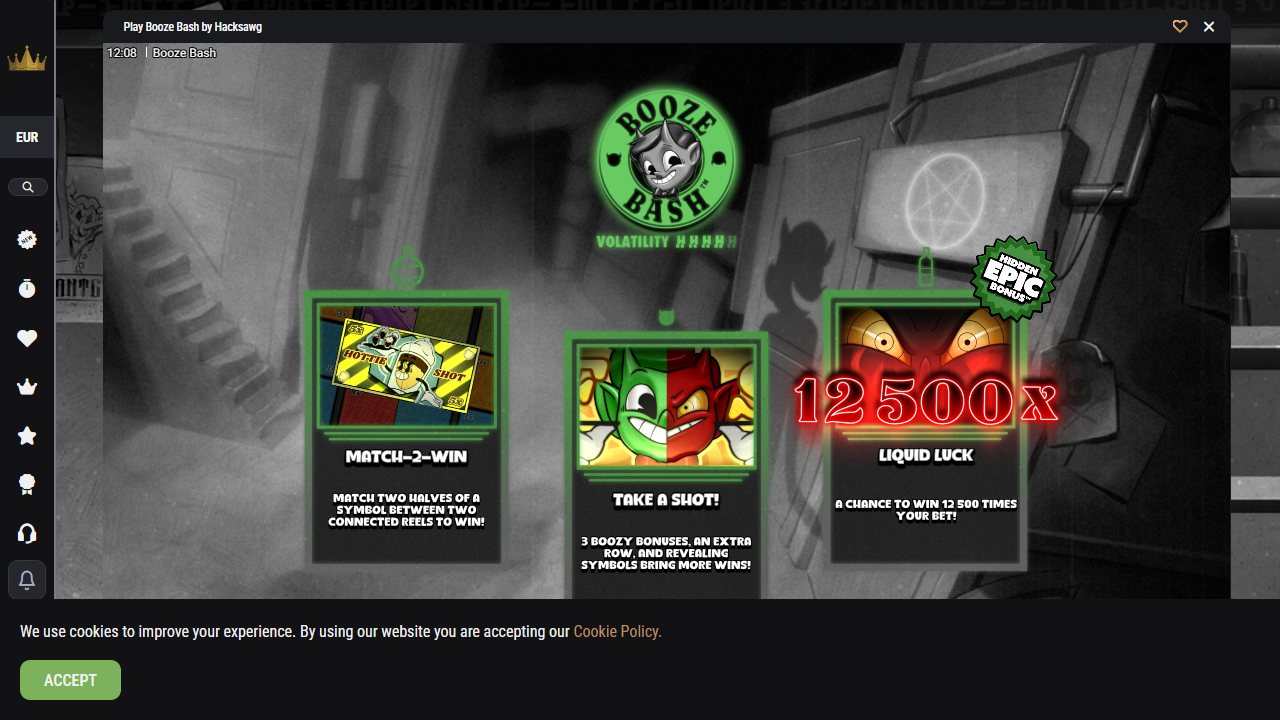 Play Booze Bash by Hacksawg
12:08 | Booze Bash
EUR
NEW
BOOZE
BASH™
VOLATILITY
HIDDEN
EPIC
BONUS™
HOTTIE SHOT
12 500 x
MATCH-2-WIN
MATCH TWO HALVES OF A
SYMBOL BETWEEN TWO
CONNECTED REELS TO WIN!
TAKE A SHOT!
3 BOOZY BONUSES, AN EXTRA
ROW, AND REVEALING
SYMBOLS BRING MORE WINS!
LIQUID LUCK
A CHANCE TO WIN 12 500 TIMES
YOUR BET!
We use cookies to improve your experience. By using our website you are accepting our Cookie Policy.
ACCEPT